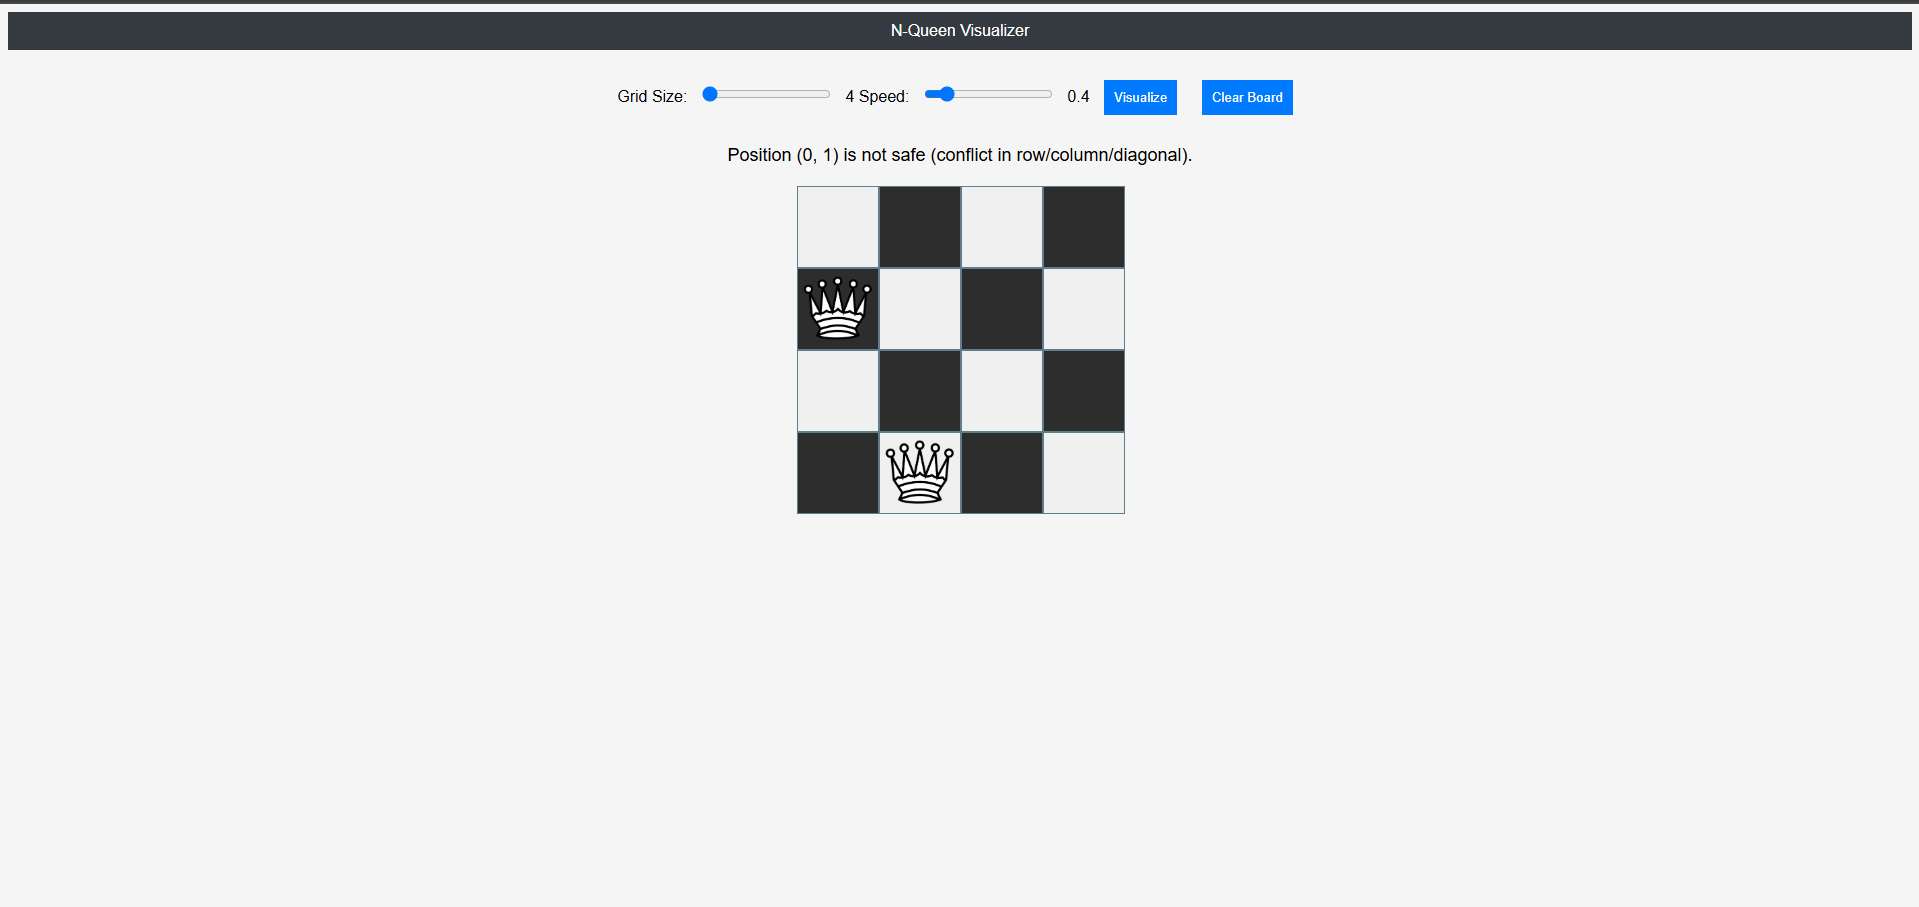 N-Queen Visualizer
Grid Size: 4 Speed: 0.4 Visualize Clear Board
Position (0, 1) is not safe (conflict in row/column/diagonal).